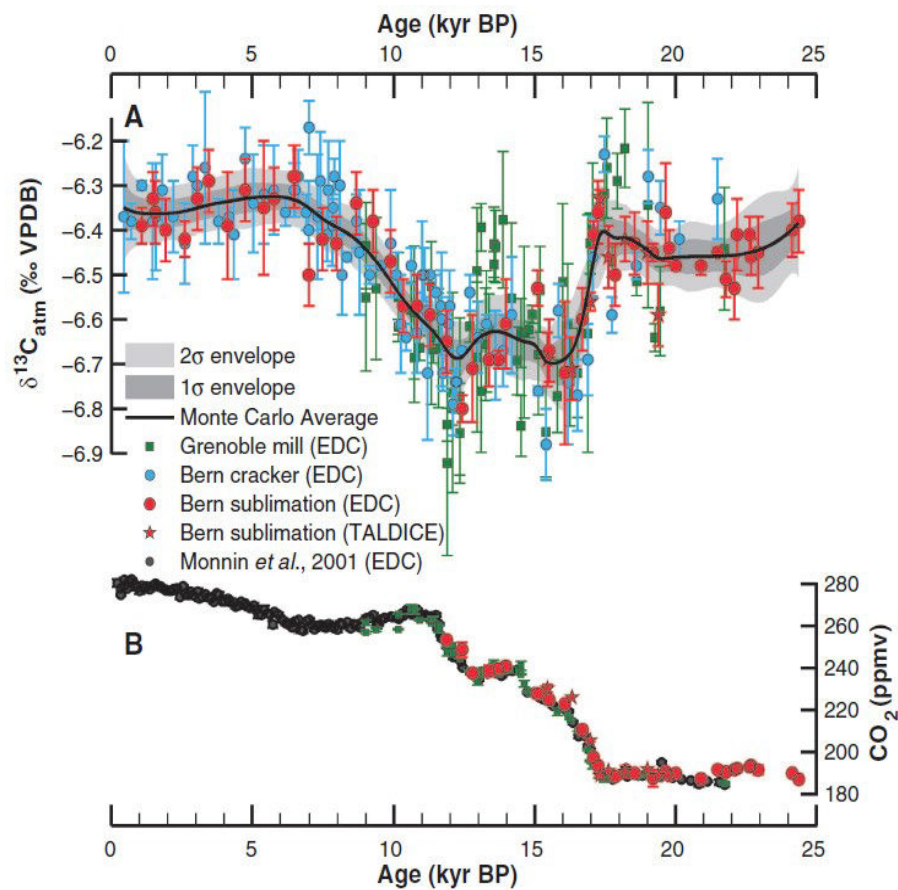 Age (kyr BP)
0 5 10 15 20 25
A
−6.2
−6.3
−6.4
−6.5
−6.6
−6.7
−6.8
−6.9
δ¹³C_atm (‰ VPDB)
2σ envelope
1σ envelope
Monte Carlo Average
Grenoble mill (EDC)
Bern cracker (EDC)
Bern sublimation (EDC)
Bern sublimation (TALDICE)
Monnin et al., 2001 (EDC)
B
280
260
240
220
200
180
CO₂ (ppmv)
0 5 10 15 20 25
Age (kyr BP)